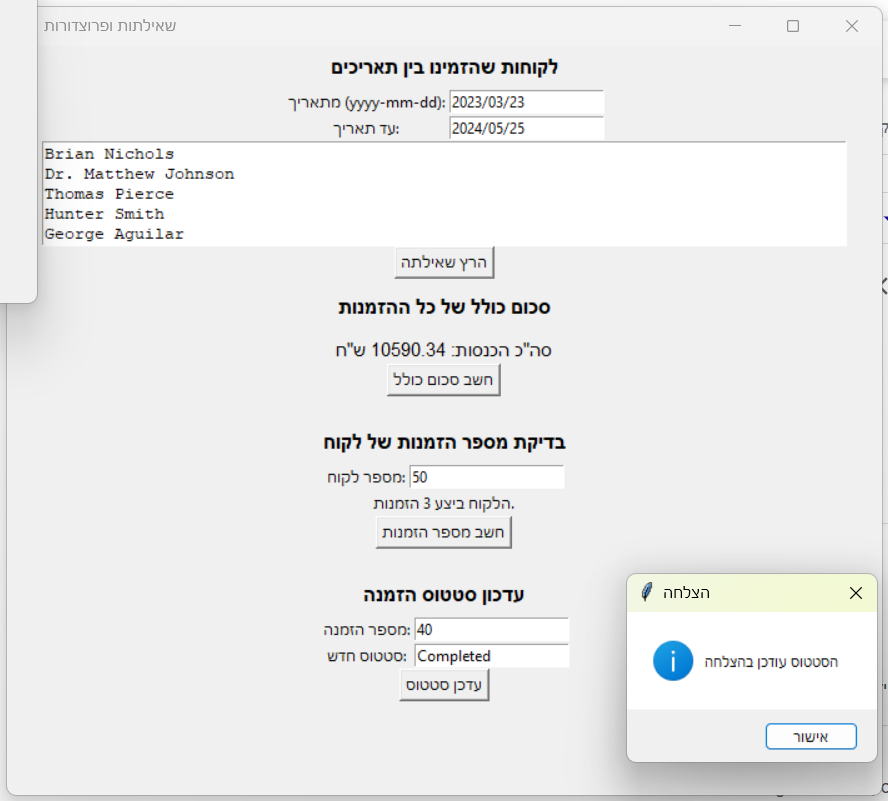 שאילתות ופרוצדורות
לקוחות שהזמינו בין תאריכים
מתאריך (yyyy-mm-dd): 2023/03/23
עד תאריך: 2024/05/25
Brian Nichols
Dr. Matthew Johnson
Thomas Pierce
Hunter Smith
George Aguilar
הרץ שאילתה
סכום כולל של כל ההזמנות
סה"כ הכנסות: 10590.34 ש"ח
חשב סכום כולל
בדיקת מספר הזמנות של לקוח
מספר לקוח: 50
הלקוח ביצע 3 הזמנות.
חשב מספר הזמנות
עדכון סטטוס הזמנה
מספר הזמנה: 40
סטטוס חדש: Completed
עדכן סטטוס
הצלחה
הסטטוס עודכן בהצלחה
אישור